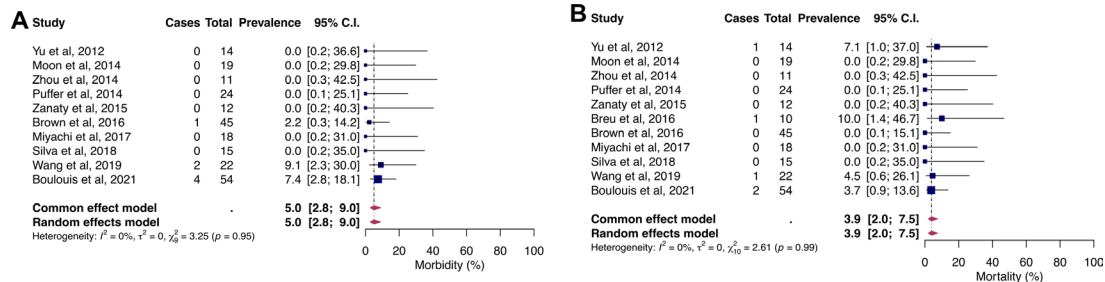 A
Study Cases Total Prevalence 95% C.I.
Yu et al, 2012 0 14 0.0 [0.2; 36.6]
Moon et al, 2014 0 19 0.0 [0.2; 29.8]
Zhou et al, 2014 0 11 0.0 [0.3; 42.5]
Puffer et al, 2014 0 24 0.0 [0.1; 25.1]
Zanaty et al, 2015 0 12 0.0 [0.2; 40.3]
Brown et al, 2016 1 45 2.2 [0.3; 14.2]
Miyachi et al, 2017 0 18 0.0 [0.2; 31.0]
Silva et al, 2018 0 15 0.0 [0.2; 35.0]
Wang et al, 2019 2 22 9.1 [2.3; 30.0]
Boulouis et al, 2021 4 54 7.4 [2.8; 18.1]
Common effect model . 5.0 [2.8; 9.0]
Random effects model 5.0 [2.8; 9.0]
Heterogeneity: I² = 0%, τ² = 0, χ²₉ = 3.25 (p = 0.95)
0 20 40 60 80 100
Morbidity (%)
B
Study Cases Total Prevalence 95% C.I.
Yu et al, 2012 1 14 7.1 [1.0; 37.0]
Moon et al, 2014 0 19 0.0 [0.2; 29.8]
Zhou et al, 2014 0 11 0.0 [0.3; 42.5]
Puffer et al, 2014 0 24 0.0 [0.1; 25.1]
Zanaty et al, 2015 0 12 0.0 [0.2; 40.3]
Breu et al, 2016 1 10 10.0 [1.4; 46.7]
Brown et al, 2016 0 45 0.0 [0.1; 15.1]
Miyachi et al, 2017 0 18 0.0 [0.2; 31.0]
Silva et al, 2018 0 15 0.0 [0.2; 35.0]
Wang et al, 2019 1 22 4.5 [0.6; 26.1]
Boulouis et al, 2021 2 54 3.7 [0.9; 13.6]
Common effect model . 3.9 [2.0; 7.5]
Random effects model 3.9 [2.0; 7.5]
Heterogeneity: I² = 0%, τ² = 0, χ²₁₀ = 2.61 (p = 0.99)
0 20 40 60 80 100
Mortality (%)